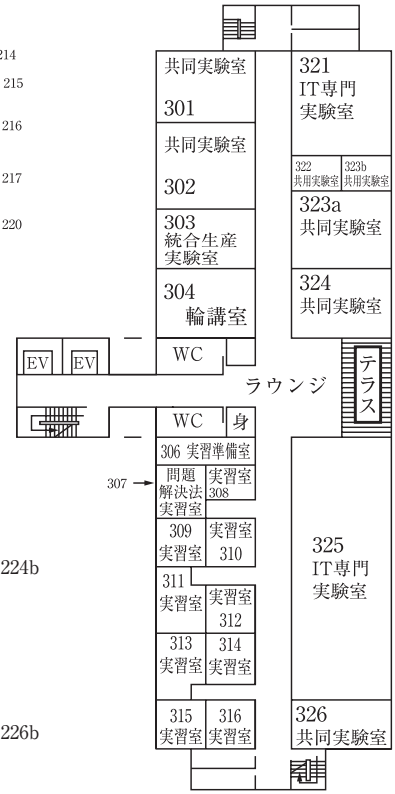 214
215
216
217
220
224b
226b
共同実験室
301
共同実験室
302
303
統合生産
実験室
304
輪講室
321
IT専門
実験室
322
共用実験室
323b
共用実験室
323a
共同実験室
324
共同実験室
EV
EV
WC
ラウンジ
テラス
WC
身
306 実習準備室
307
問題
解決法
実習室
実習室
308
309
実習室
実習室
310
311
実習室
実習室
312
313
実習室
314
実習室
315
実習室
316
実習室
325
IT専門
実験室
326
共同実験室